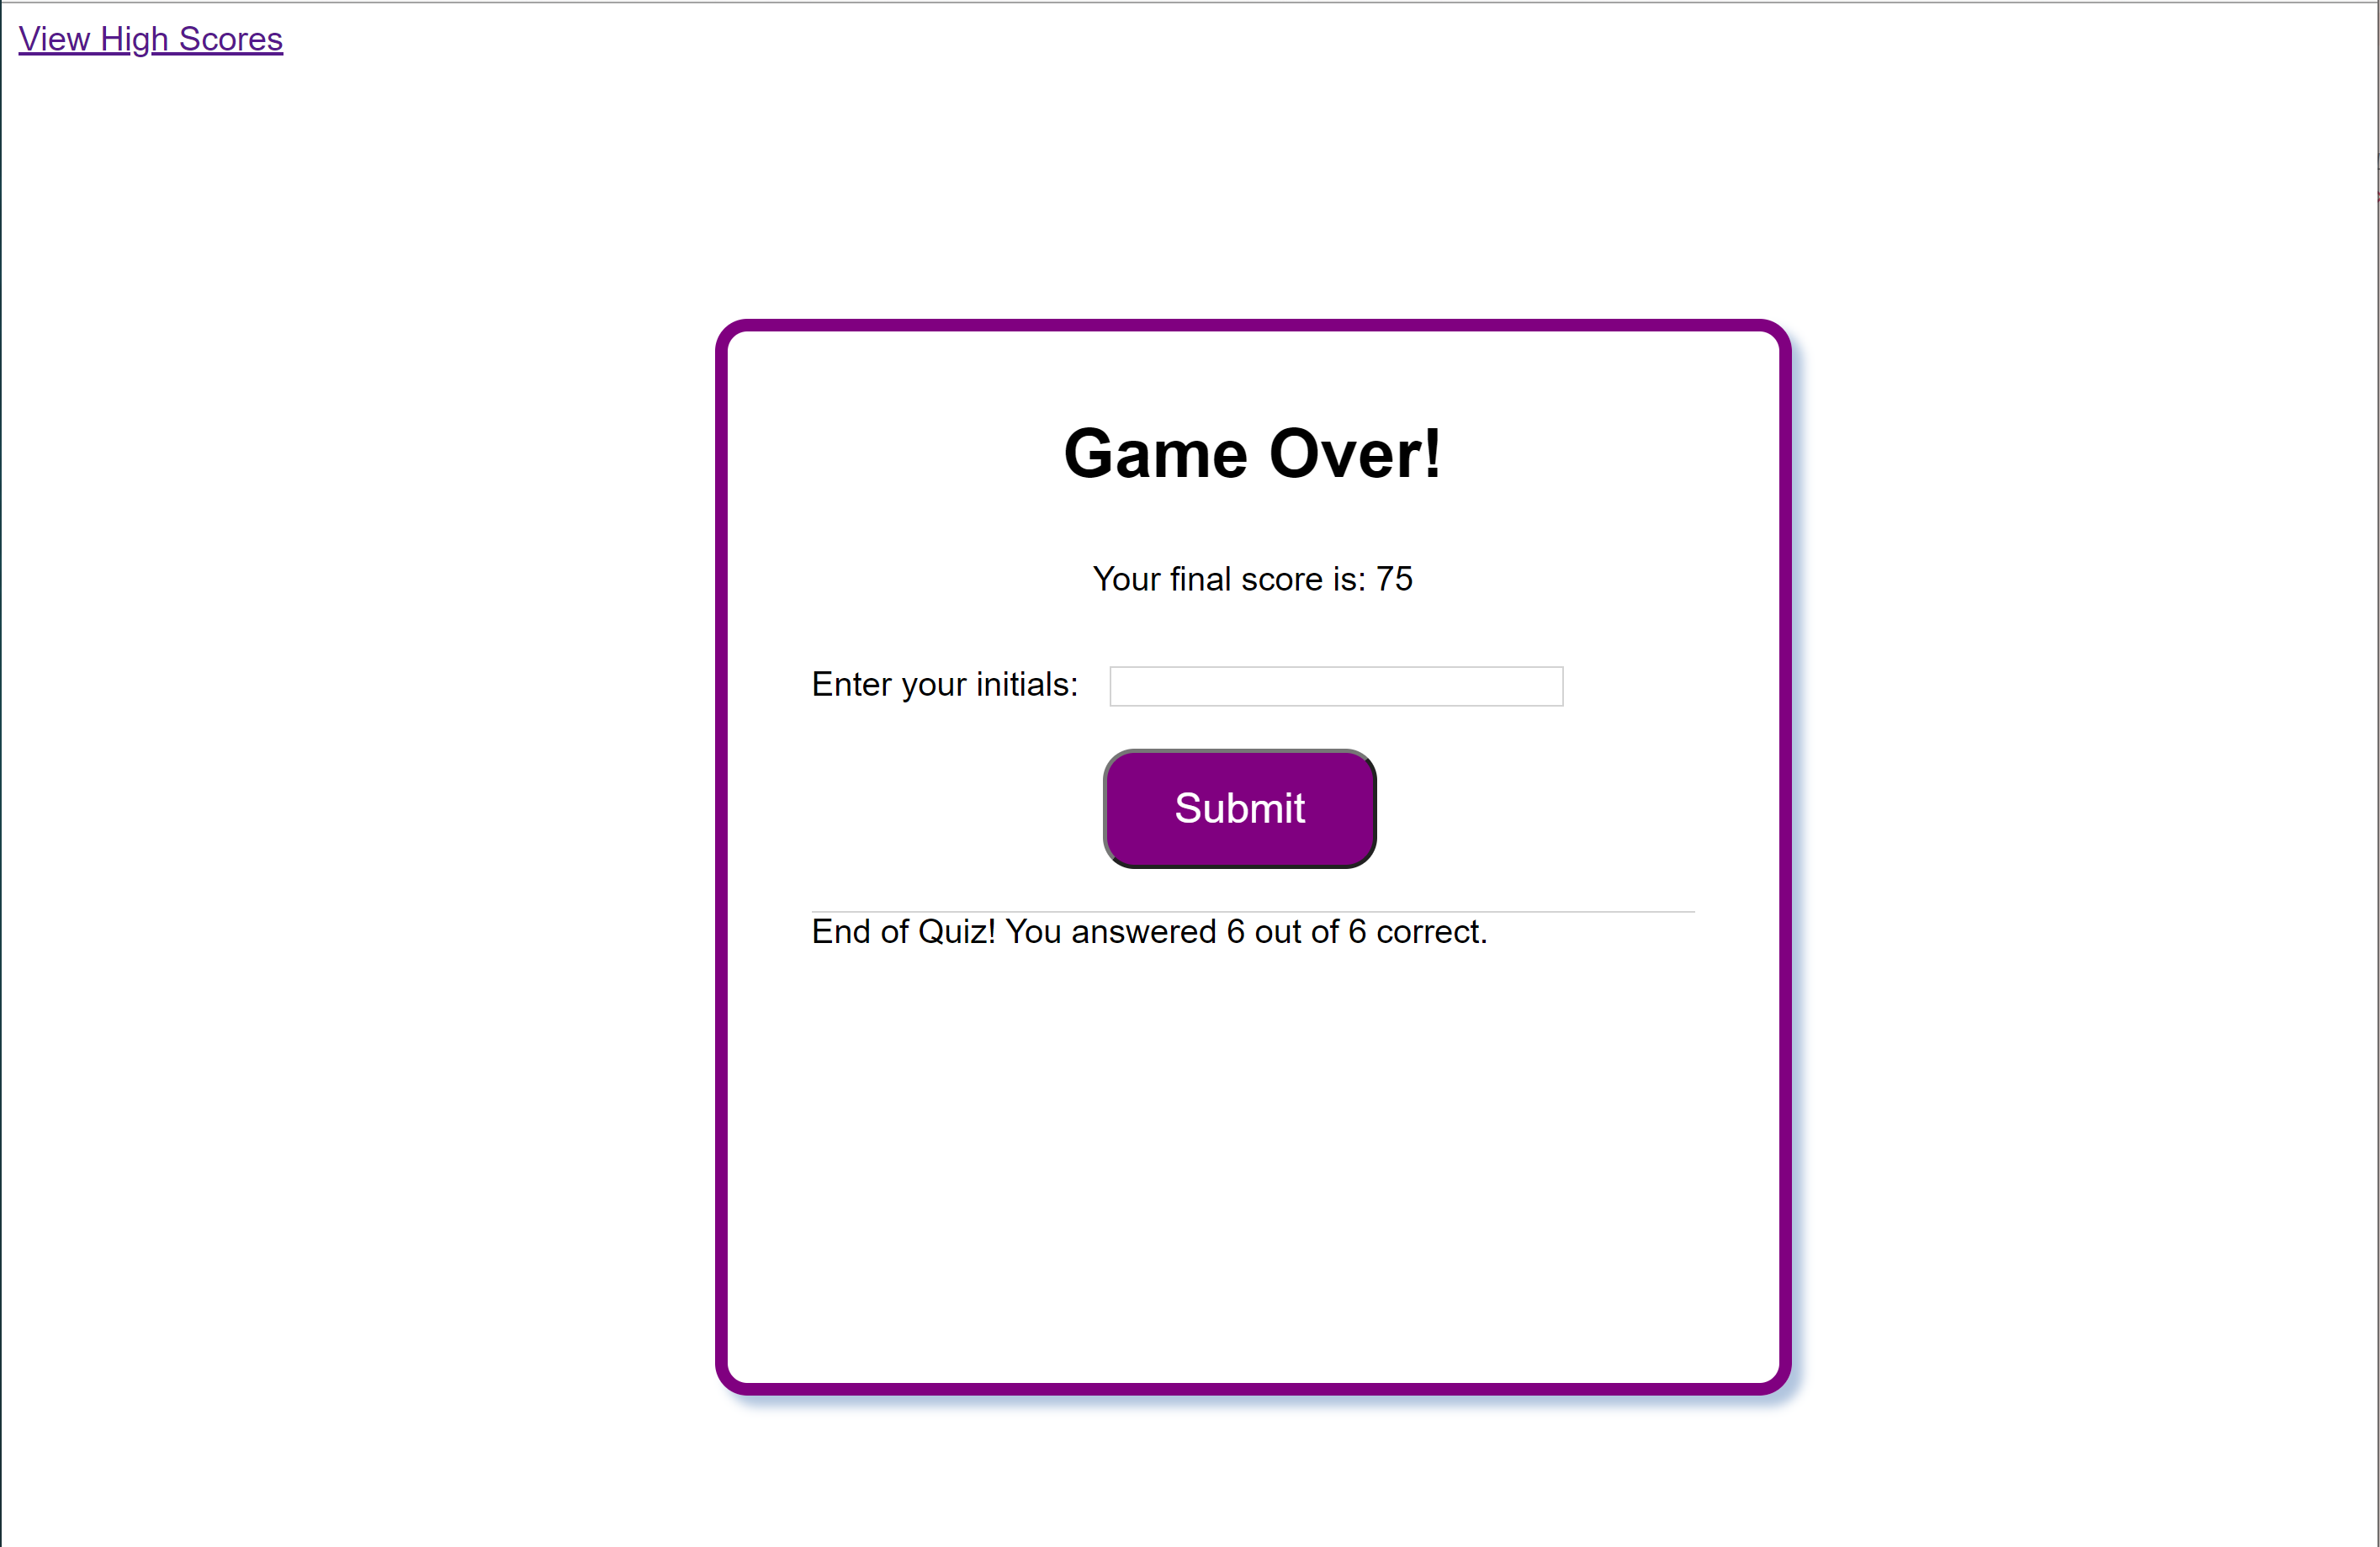 View High Scores
Game Over!
Your final score is: 75
Enter your initials:
Submit
End of Quiz! You answered 6 out of 6 correct.